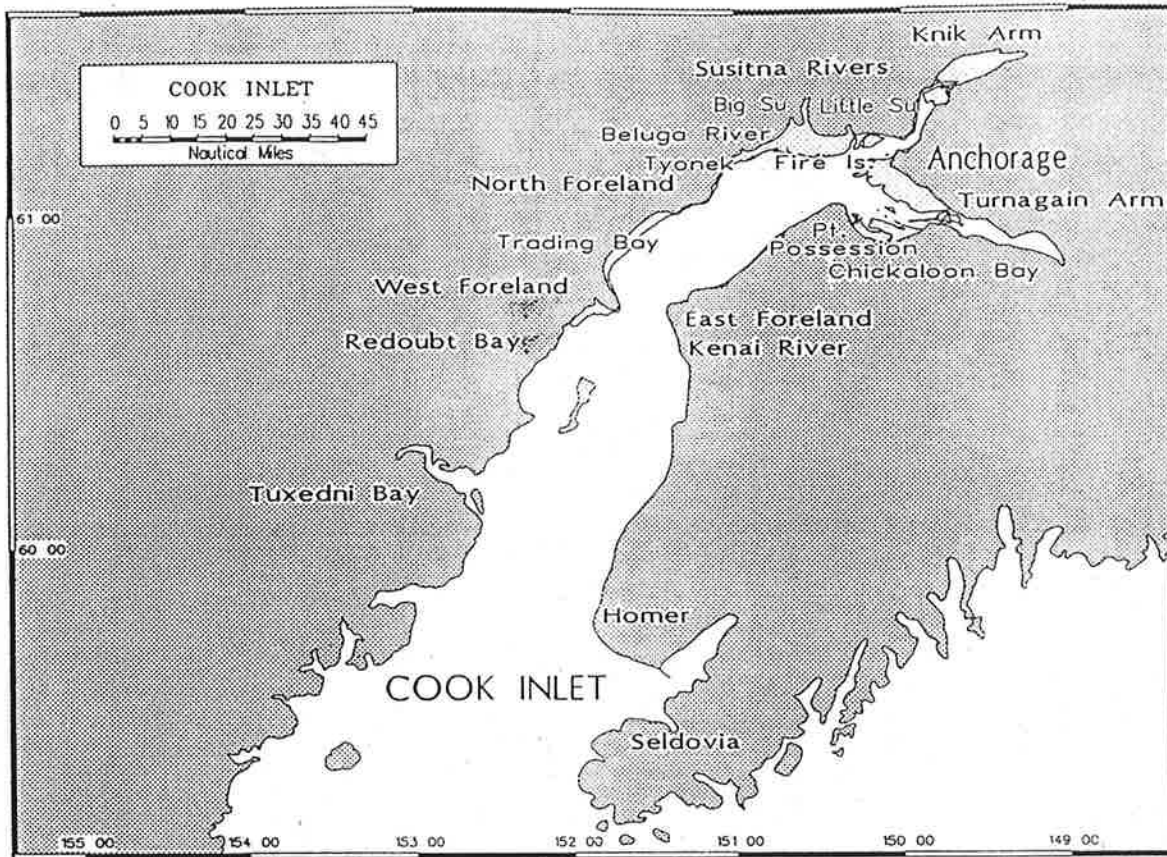 Knik Arm
COOK INLET
0 5 10 15 20 25 30 35 40 45
Nautical Miles
Susitna Rivers
Big Su Little Su
Beluga River
Tyonek Fire Is.
Anchorage
North Foreland
Turnagain Arm
61 00
Trading Bay
Pt.
Possession
Chickaloon Bay
West Foreland
East Foreland
Redoubt Bay
Kenai River
Tuxedni Bay
60 00
Homer
COOK INLET
Seldovia
155 00 154 00 153 00 152 00 151 00 150 00 149 00